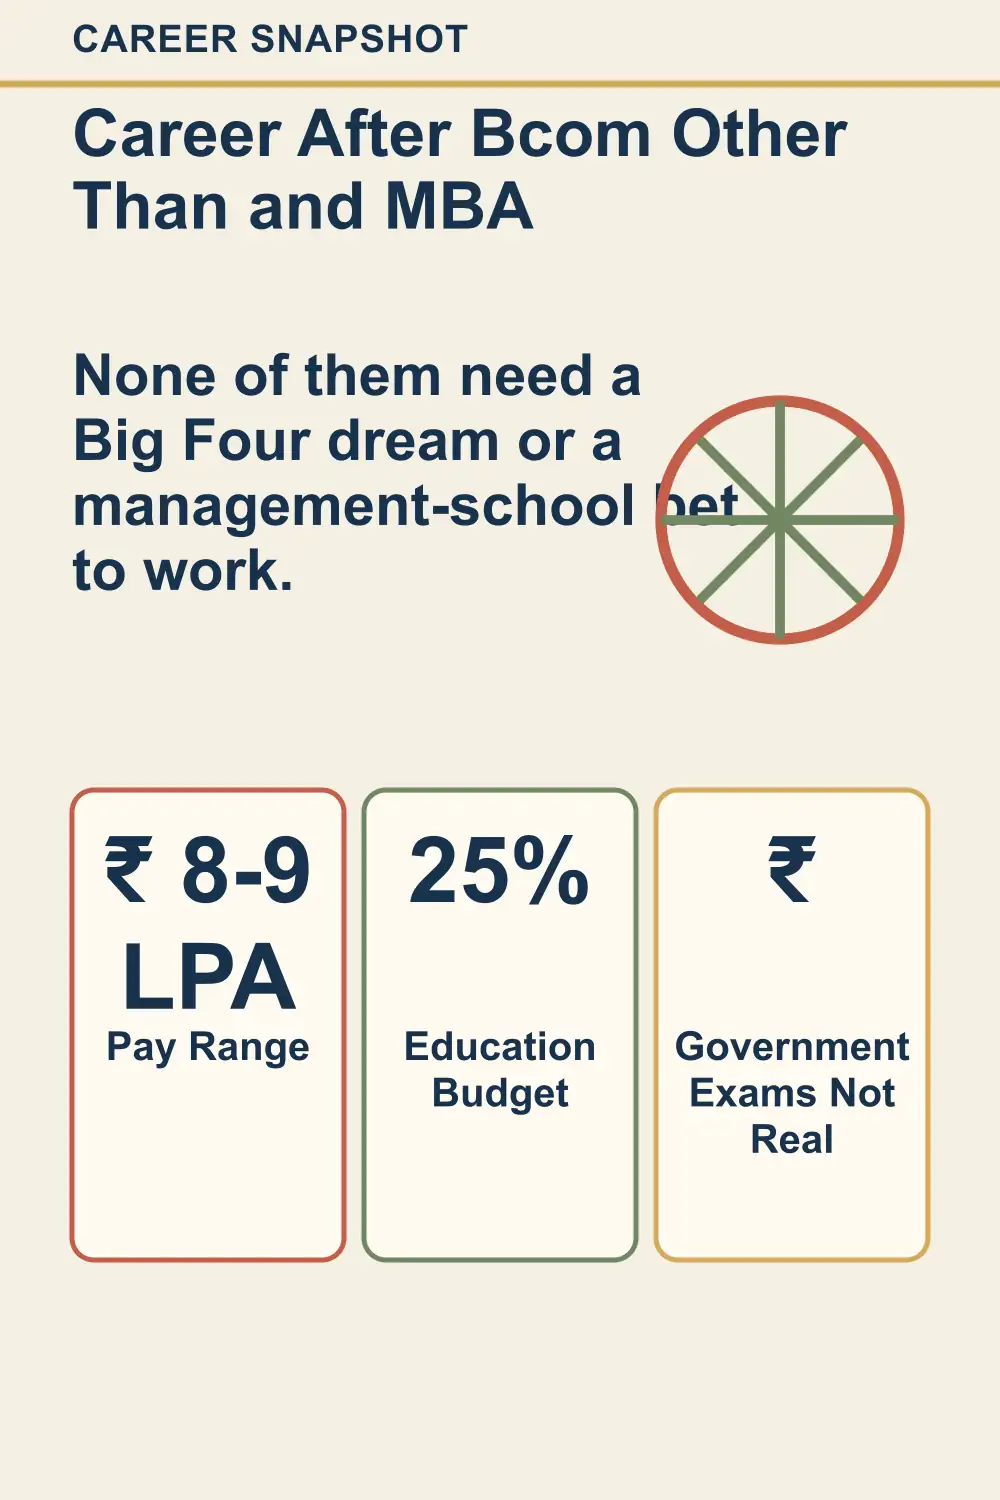 CAREER SNAPSHOT
Career After Bcom Other
Than and MBA
None of them need a
Big Four dream or a
management-school bet
to work.
₹ 8-9
LPA
Pay Range
25%
Education
Budget
₹
Government
Exams Not
Real